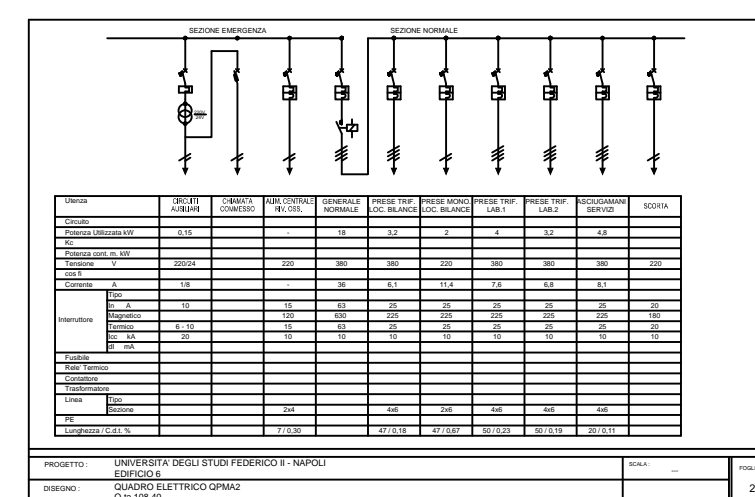 SEZIONE EMERGENZA SEZIONE NORMALE
220V
24V
Utenza CIRCUITI AUSILIARI CHIAMATA COMMESSO ALIM. CENTRALE RIV. OSS. GENERALE NORMALE PRESE TRIF. LOC. BILANCE PRESE MONO. LOC. BILANCE PRESE TRIF. LAB.1 PRESE TRIF. LAB.2 ASCIUGAMANI SERVIZI SCORTA
Circuito
Potenza Utilizzata kW 0,15 - 18 3,2 2 4 3,2 4,8
Kc
Potenza cont. m. kW
Tensione V 220/24 220 380 380 220 380 380 380 220
cos fi
Corrente A 1/8 - 36 6,1 11,4 7,6 6,8 8,1
Interruttore
Tipo
In A 10 15 63 25 25 25 25 25 20
Magnetico 120 630 225 225 225 225 225 180
Termico 6 - 10 15 63 25 25 25 25 25 20
Icc kA 20 10 10 10 10 10 10 10 10
dI mA
Fusibile
Rele' Termico
Contattore
Trasformatore
Linea Tipo
Sezione 2x4 4x6 2x6 4x6 4x6 4x6
PE
Lunghezza / C.d.t. % 7 / 0,30 47 / 0,18 47 / 0,67 50 / 0,23 50 / 0,19 20 / 0,11
PROGETTO : UNIVERSITA' DEGLI STUDI FEDERICO II - NAPOLI
EDIFICIO 6
SCALA : ---
FOGLI
DISEGNO : QUADRO ELETTRICO QPMA2
Q.ta 108.40
2